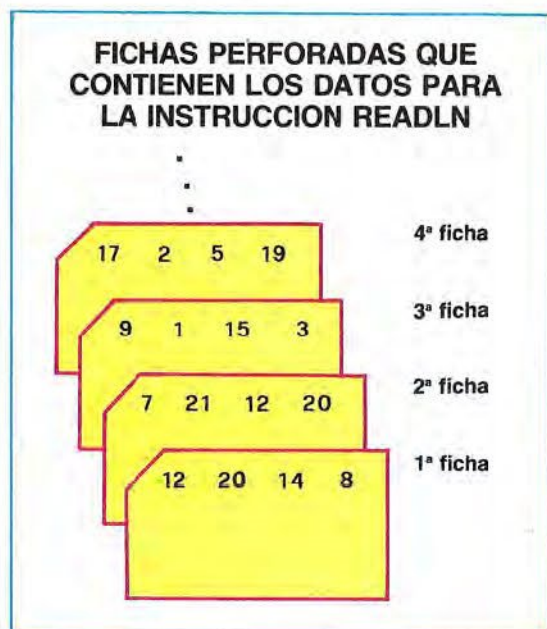 FICHAS PERFORADAS QUE
CONTIENEN LOS DATOS PARA
LA INSTRUCCION READLN
17 2 5 19 4ª ficha
9 1 15 3 3ª ficha
7 21 12 20 2ª ficha
12 20 14 8 1ª ficha